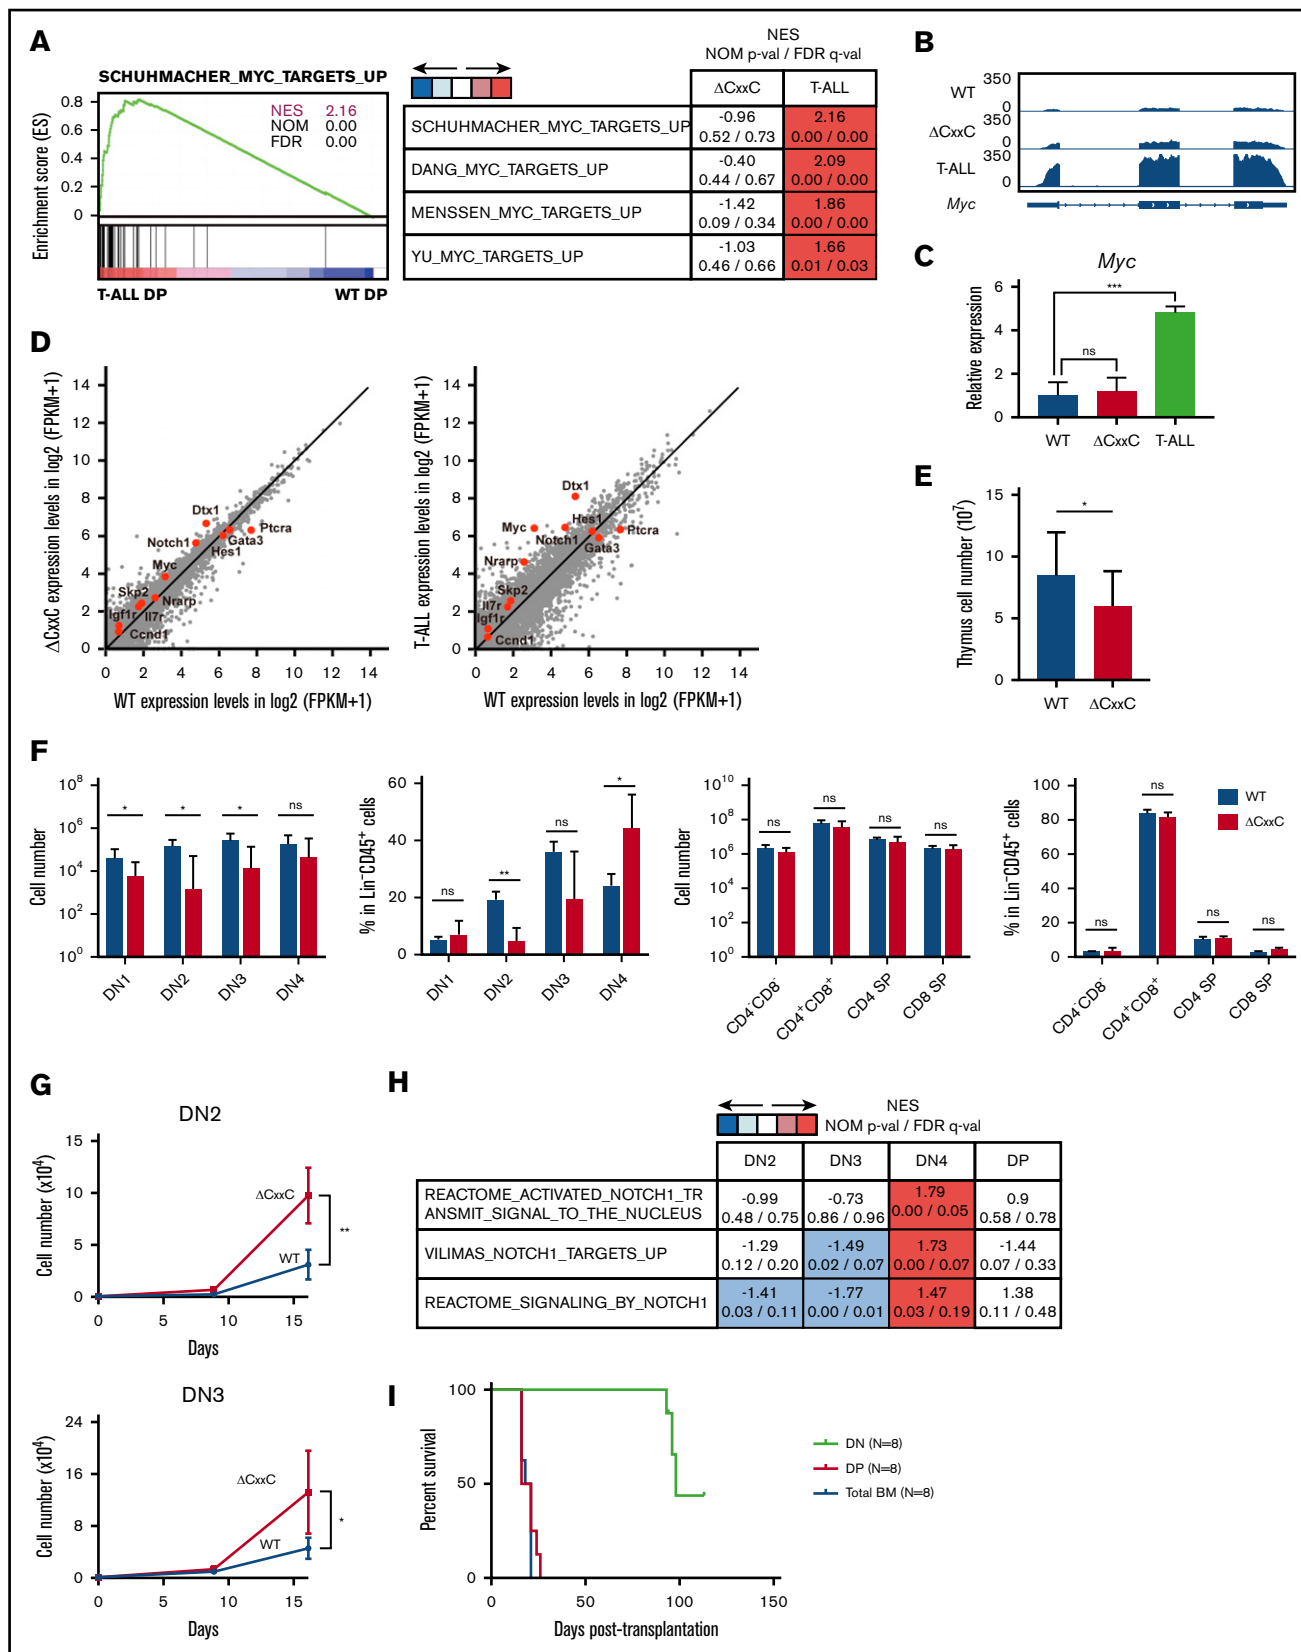 A
SCHUHMACHER_MYC_TARGETS_UP
Enrichment score (ES)
0.8
0.6
0.4
0.2
0
NES 2.16
NOM 0.00
FDR 0.00
T-ALL DP
WT DP
NES
NOM p-val / FDR q-val
ΔCxxC
T-ALL
SCHUHMACHER_MYC_TARGETS_UP
-0.96
0.52 / 0.73
2.16
0.00 / 0.00
DANG_MYC_TARGETS_UP
-0.40
0.44 / 0.67
2.09
0.00 / 0.00
MENSSEN_MYC_TARGETS_UP
-1.42
0.09 / 0.34
1.86
0.00 / 0.00
YU_MYC_TARGETS_UP
-1.03
0.46 / 0.66
1.66
0.01 / 0.03
B
WT
350
0
ΔCxxC
350
0
T-ALL
350
0
Myc
C
Myc
Relative expression
6
4
2
0
***
ns
WT
ΔCxxC
T-ALL
D
ΔCxxC expression levels in log2 (FPKM+1)
14
12
10
8
6
4
2
0
Dtx1
Notch1
Ptcra
Gata3
Hes1
Myc
Skp2
Nrarp
Igf1r
Il7r
Ccnd1
0 2 4 6 8 10 12 14
WT expression levels in log2 (FPKM+1)
T-ALL expression levels in log2 (FPKM+1)
14
12
10
8
6
4
2
0
Dtx1
Myc
Hes1
Ptcra
Notch1
Gata3
Nrarp
Skp2
Il7r
Igf1r
Ccnd1
0 2 4 6 8 10 12 14
WT expression levels in log2 (FPKM+1)
E
Thymus cell number (10⁷)
15
10
5
0
*
WT
ΔCxxC
F
Cell number
10⁸
10⁶
10⁴
10²
10⁰
*
*
*
ns
DN1
DN2
DN3
DN4
% in Lin⁻CD45⁺ cells
60
40
20
0
ns
**
ns
*
DN1
DN2
DN3
DN4
Cell number
10¹⁰
10⁸
10⁶
10⁴
10²
10⁰
ns
ns
ns
ns
CD4⁻CD8⁻
CD4⁺CD8⁺
CD4 SP
CD8 SP
% in Lin⁻CD45⁺ cells
100
80
60
40
20
0
ns
ns
ns
ns
CD4⁻CD8⁻
CD4⁺CD8⁺
CD4 SP
CD8 SP
WT
ΔCxxC
G
DN2
Cell number (x10⁴)
15
10
5
0
ΔCxxC
WT
**
0 5 10 15
Days
DN3
Cell number (x10⁴)
24
16
8
0
ΔCxxC
WT
*
0 5 10 15
Days
H
NES
NOM p-val / FDR q-val
DN2
DN3
DN4
DP
REACTOME_ACTIVATED_NOTCH1_TR
ANSMIT_SIGNAL_TO_THE_NUCLEUS
-0.99
0.48 / 0.75
-0.73
0.86 / 0.96
1.79
0.00 / 0.05
0.9
0.58 / 0.78
VILIMAS_NOTCH1_TARGETS_UP
-1.29
0.12 / 0.20
-1.49
0.02 / 0.07
1.73
0.00 / 0.07
-1.44
0.07 / 0.33
REACTOME_SIGNALING_BY_NOTCH1
-1.41
0.03 / 0.11
-1.77
0.00 / 0.01
1.47
0.03 / 0.19
1.38
0.11 / 0.48
I
Percent survival
100
50
0
0 50 100 150
Days post-transplantation
DN (N=8)
DP (N=8)
Total BM (N=8)